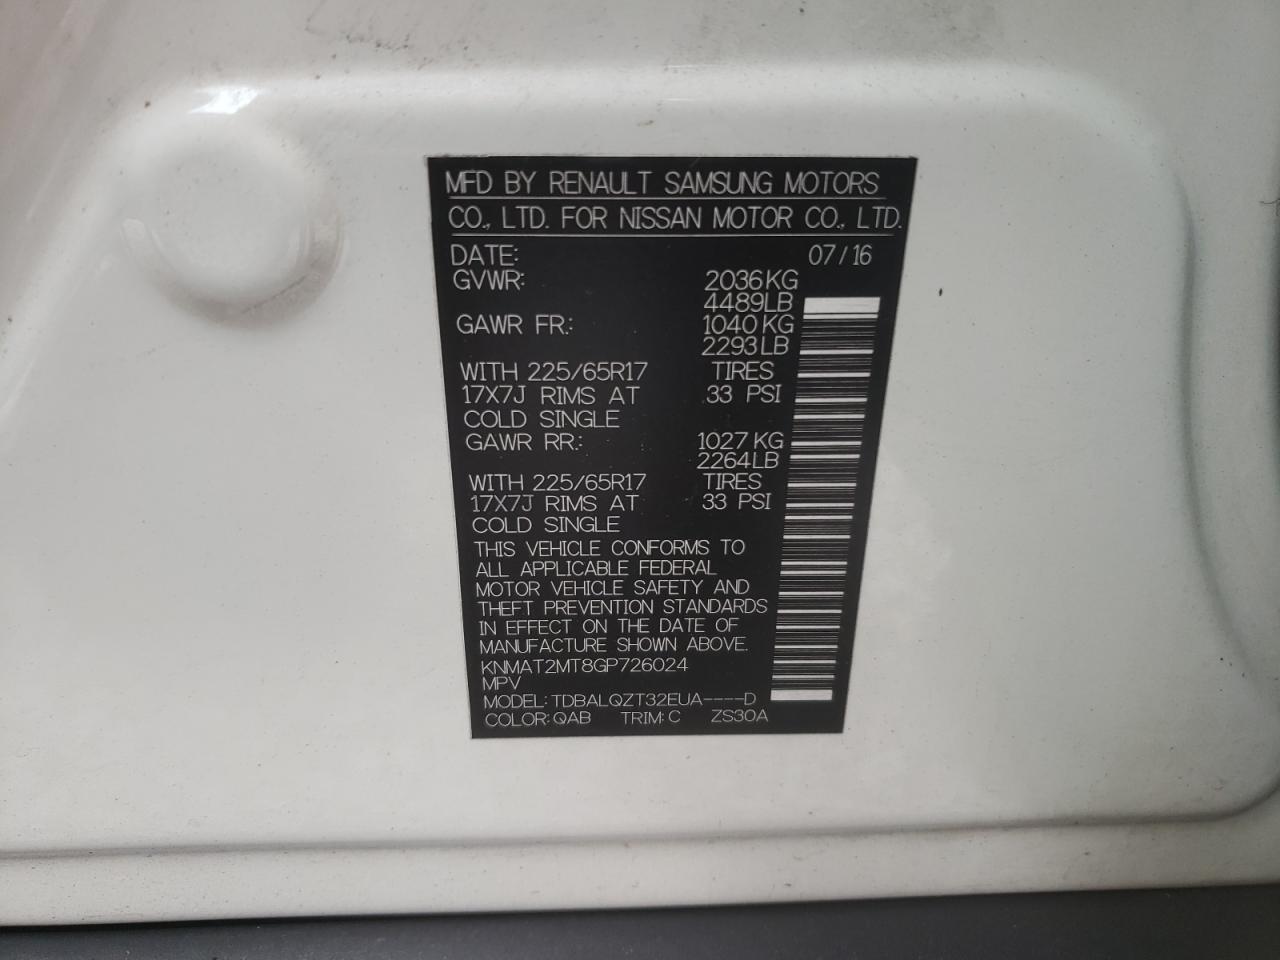 MFD BY RENAULT SAMSUNG MOTORS
CO., LTD. FOR NISSAN MOTOR CO., LTD.
DATE: 07/16
GVWR: 2036KG
4489LB
GAWR FR.: 1040KG
2293LB
WITH 225/65R17 TIRES
17X7J RIMS AT 33 PSI
COLD SINGLE
GAWR RR.: 1027KG
2264LB
WITH 225/65R17 TIRES
17X7J RIMS AT 33 PSI
COLD SINGLE
THIS VEHICLE CONFORMS TO
ALL APPLICABLE FEDERAL
MOTOR VEHICLE SAFETY AND
THEFT PREVENTION STANDARDS
IN EFFECT ON THE DATE OF
MANUFACTURE SHOWN ABOVE.
KNMAT2MT8GP726024
MPV
MODEL: TDBALQZT32EUA----D
COLOR: QAB TRIM: C ZS30A